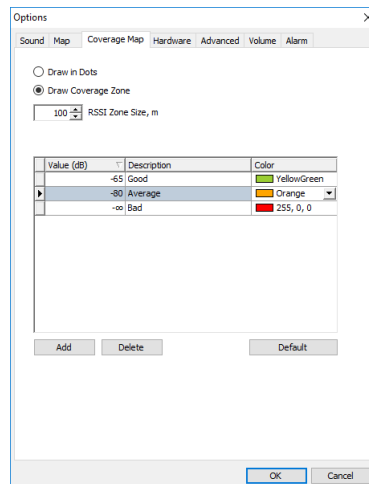 Options
Sound Map Coverage Map Hardware Advanced Volume Alarm
Draw in Dots
Draw Coverage Zone
100 RSSI Zone Size, m
Value (dB) Description Color
-65 Good YellowGreen
-80 Average Orange
-∞ Bad 255, 0, 0
Add Delete Default
OK Cancel